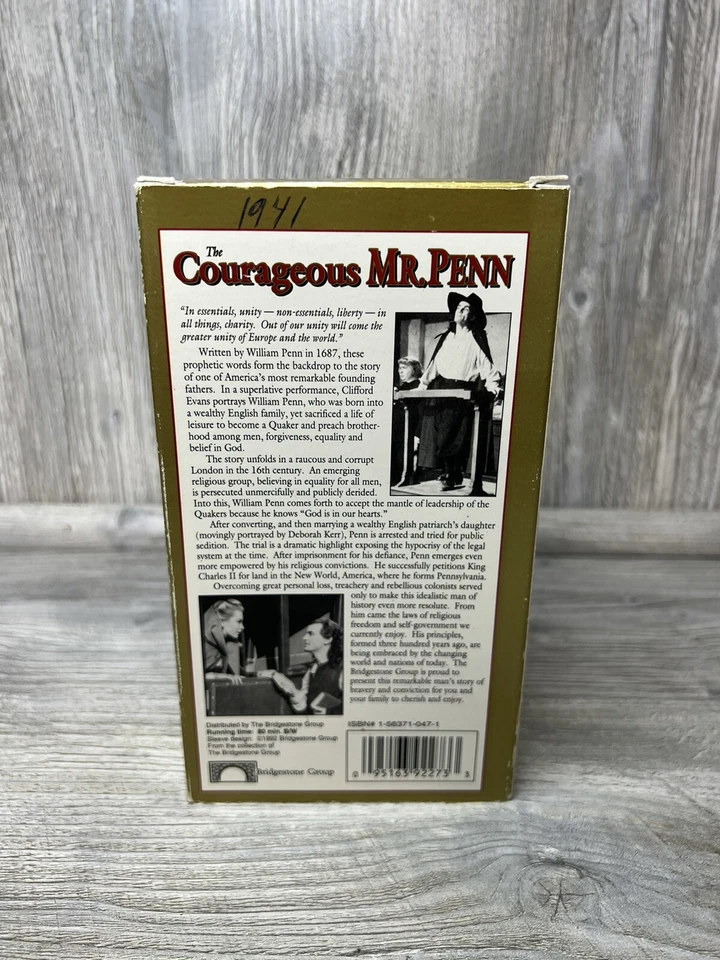 1941
The
Courageous MR. PENN
"In essentials, unity — non-essentials, liberty — in
all things, charity. Out of our unity will come the
greater unity of Europe and the world."
Written by William Penn in 1687, these
prophetic words form the backdrop to the story
of one of America's most remarkable founding
fathers. In a superlative performance, Clifford
Evans portrays William Penn, who was born into
a wealthy English family, yet sacrificed a life of
leisure to become a Quaker and preach brother-
hood among men, forgiveness, equality and
belief in God.
The story unfolds in a raucous and corrupt
London in the 16th century. An emerging
religious group, believing in equality for all men,
is persecuted unmercifully and publicly derided.
Into this, William Penn comes forth to accept the mantle of leadership of the
Quakers because he knows "God is in our hearts."
After converting, and then marrying a wealthy English patriarch's daughter
(movingly portrayed by Deborah Kerr), Penn is arrested and tried for public
sedition. The trial is a dramatic highlight exposing the hypocrisy of the legal
system at the time. After imprisonment for his defiance, Penn emerges even
more empowered by his religious convictions. He successfully petitions King
Charles II for land in the New World, America, where he forms Pennsylvania.
Overcoming great personal loss, treachery and rebellious colonists served
only to make this idealistic man of
history even more resolute. From
him came the laws of religious
freedom and self-government we
currently enjoy. His principles,
formed three hundred years ago, are
being embraced by the changing
world and nations of today. The
Bridgestone Group is proud to
present this remarkable man's story of
bravery and conviction for you and
your family to cherish and enjoy.
Distributed by The Bridgestone Group
Running time: 80 min. B/W
Sleeve design: ©1992 Bridgestone Group
From the collection of
The Bridgestone Group
Bridgestone Group
ISBN# 1-56371-047-1
0 95163 92273 3